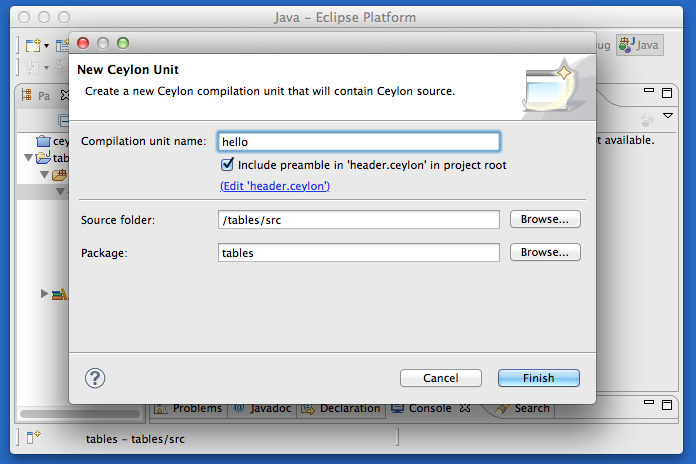 Java – Eclipse Platform
ug Java
Pa
New Ceylon Unit
Create a new Ceylon compilation unit that will contain Ceylon source.
cey
t available.
tab
Compilation unit name: hello
Include preamble in 'header.ceylon' in project root
(Edit 'header.ceylon')
Source folder: /tables/src Browse...
Package: tables Browse...
? Cancel Finish
Problems @ Javadoc Declaration Console Search
tables – tables/src